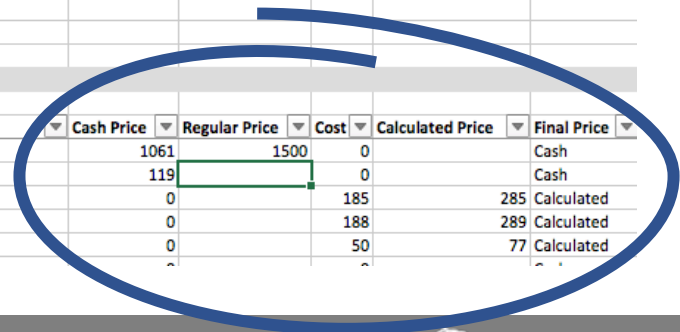 Cash Price Regular Price Cost Calculated Price Final Price
1061 1500 0 Cash
119 0 Cash
0 185 285 Calculated
0 188 289 Calculated
0 50 77 Calculated